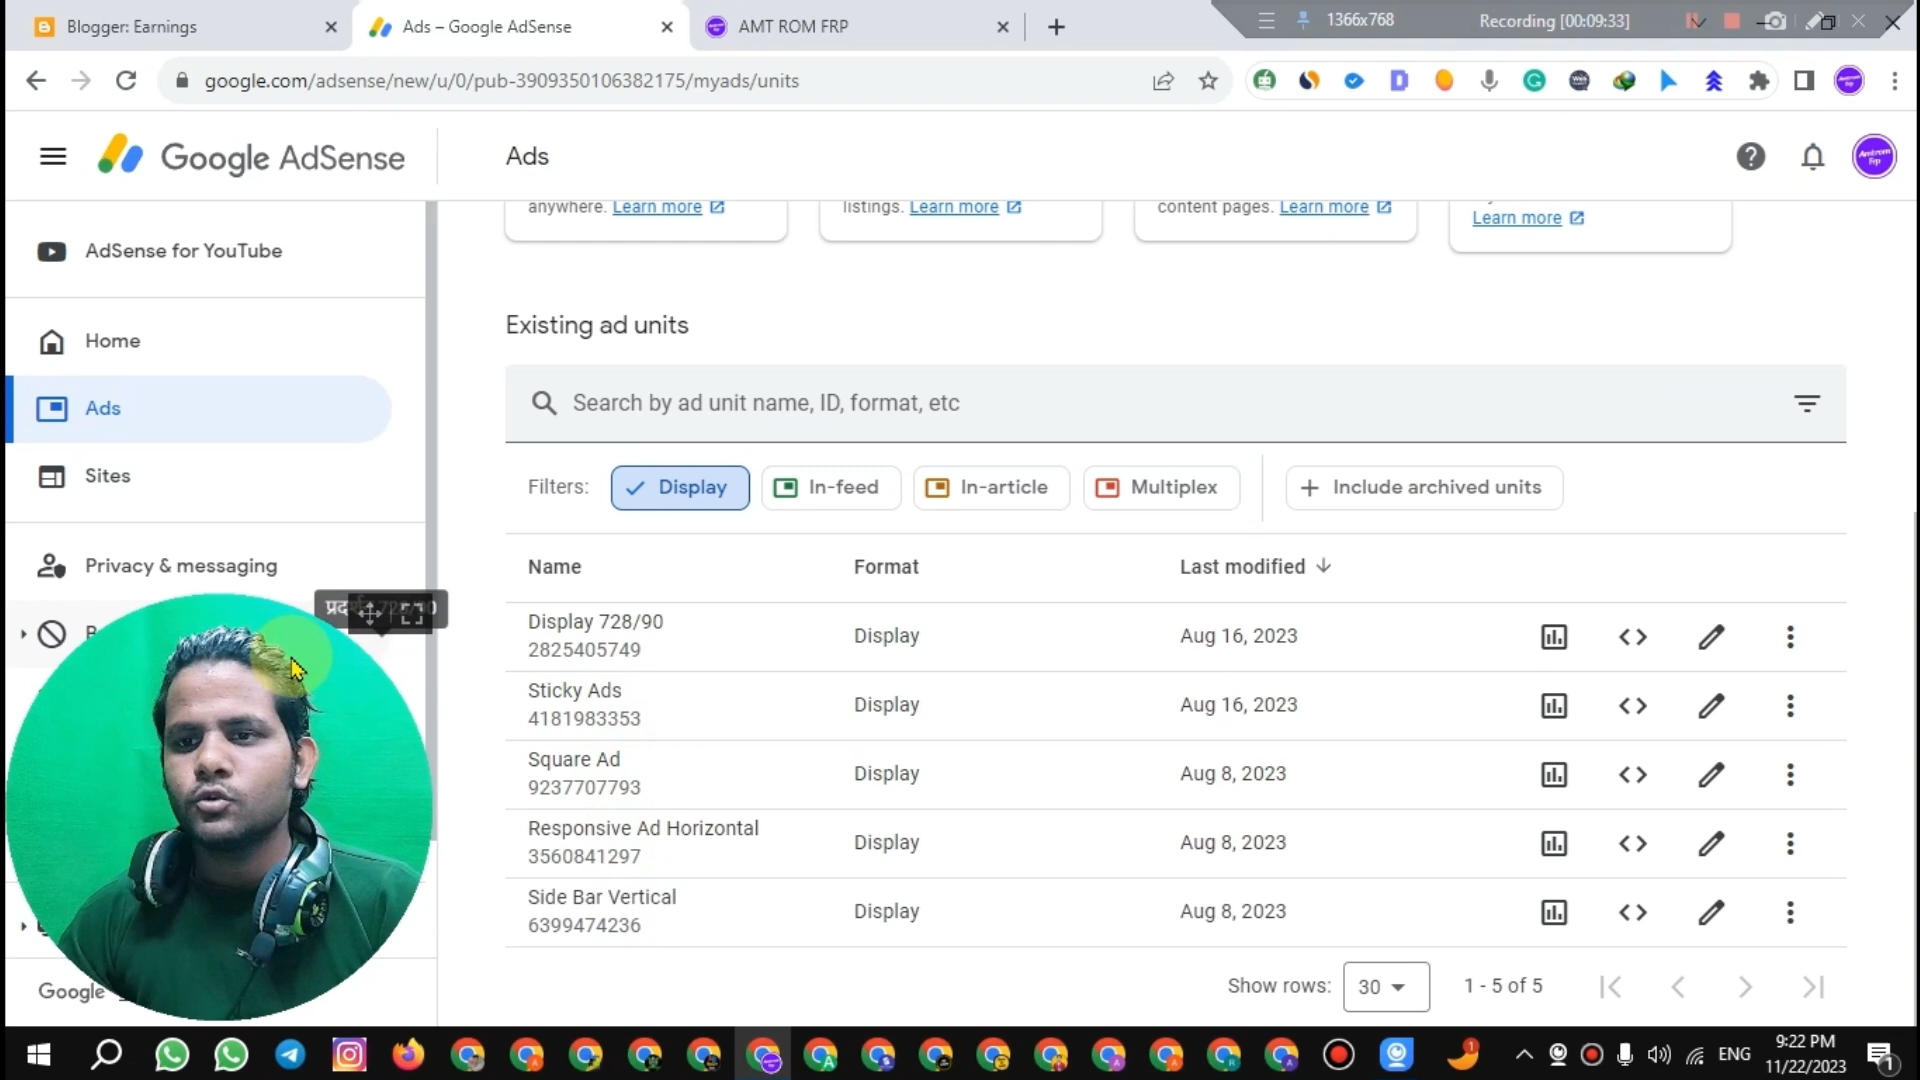 Blogger: Earnings
Ads – Google AdSense
AMT ROM FRP
1366x768
Recording [00:09:33]
google.com/adsense/new/u/0/pub-3909350106382175/myads/units
Google AdSense
Ads
Amtrom Frp
AdSense for YouTube
Home
Ads
Sites
Privacy & messaging
Google
anywhere. Learn more
listings. Learn more
content pages. Learn more
Learn more
Existing ad units
Search by ad unit name, ID, format, etc
Filters: Display In-feed In-article Multiplex Include archived units
Name Format Last modified
Display 728/90
2825405749
Display
Aug 16, 2023
Sticky Ads
4181983353
Display
Aug 16, 2023
Square Ad
9237707793
Display
Aug 8, 2023
Responsive Ad Horizontal
3560841297
Display
Aug 8, 2023
Side Bar Vertical
6399474236
Display
Aug 8, 2023
Show rows: 30 1 - 5 of 5
ENG
9:22 PM
11/22/2023
1
1